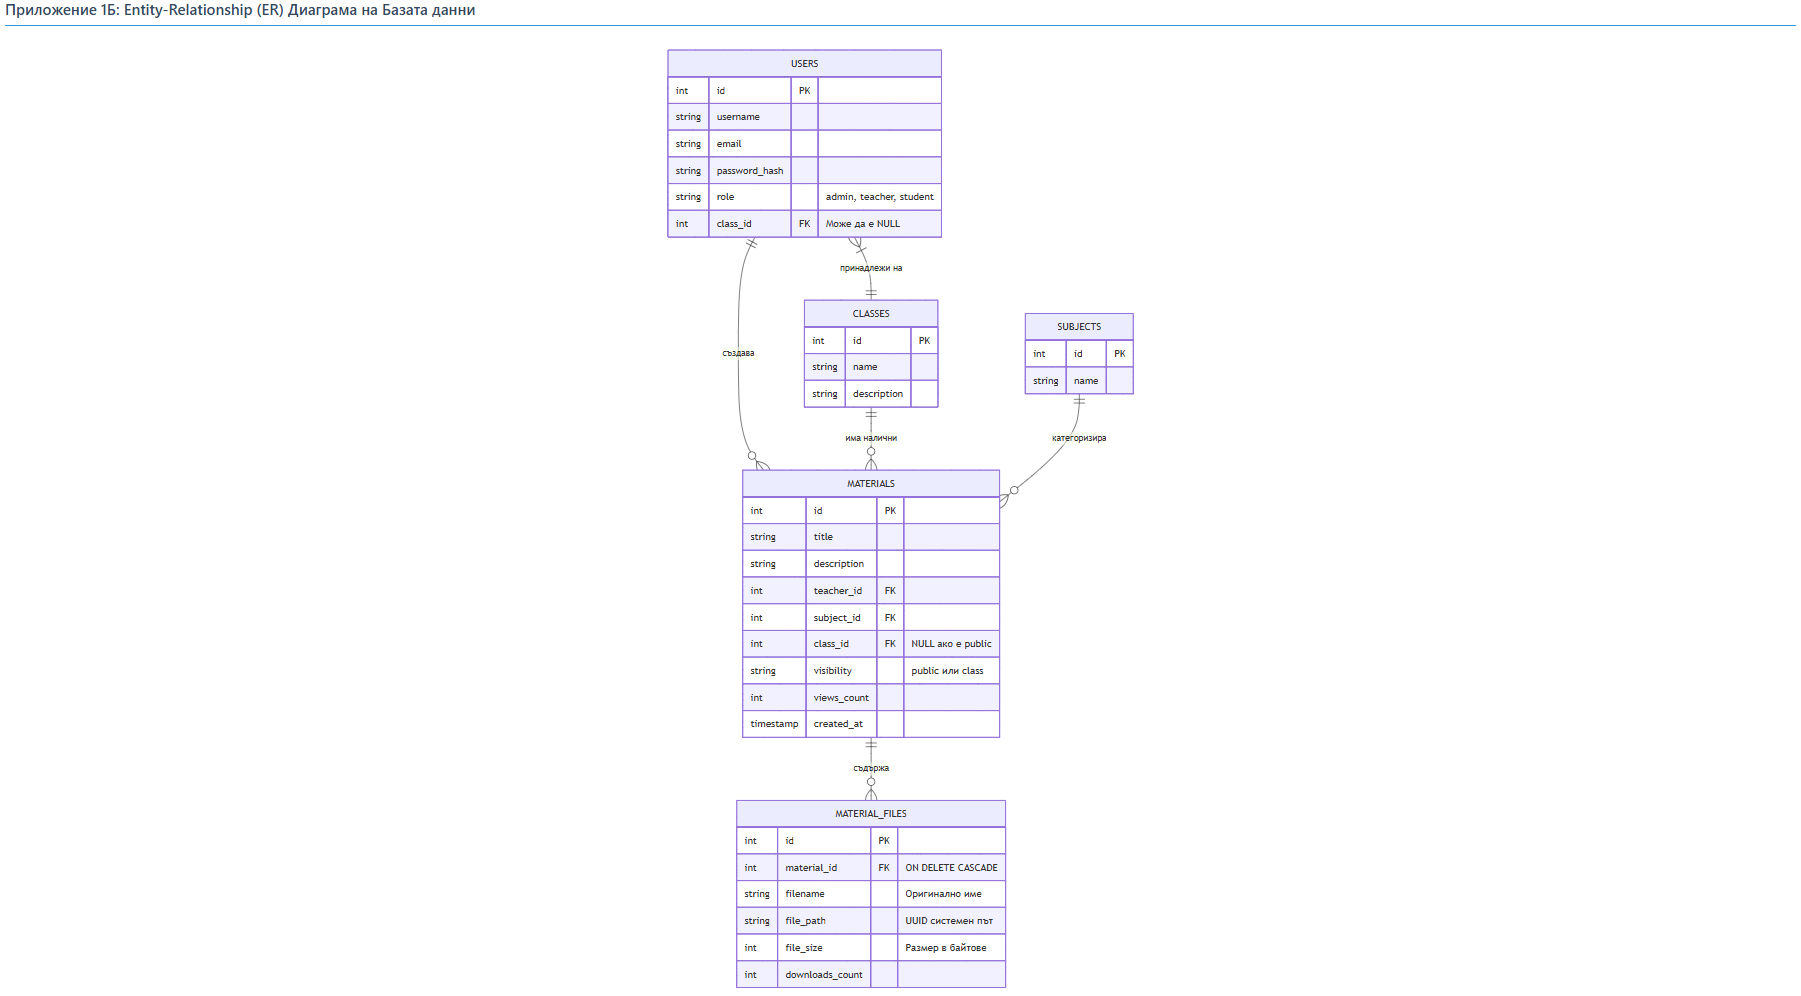 Приложение 1Б: Entity-Relationship (ER) Диаграма на Базата данни
USERS
int id PK
string username
string email
string password_hash
string role admin, teacher, student
int class_id FK Може да е NULL
принадлежи на
CLASSES
int id PK
string name
string description
SUBJECTS
int id PK
string name
създава
има налични
категоризира
MATERIALS
int id PK
string title
string description
int teacher_id FK
int subject_id FK
int class_id FK NULL ако е public
string visibility public или class
int views_count
timestamp created_at
съдържа
MATERIAL_FILES
int id PK
int material_id FK ON DELETE CASCADE
string filename Оригинално име
string file_path UUID системен път
int file_size Размер в байтове
int downloads_count